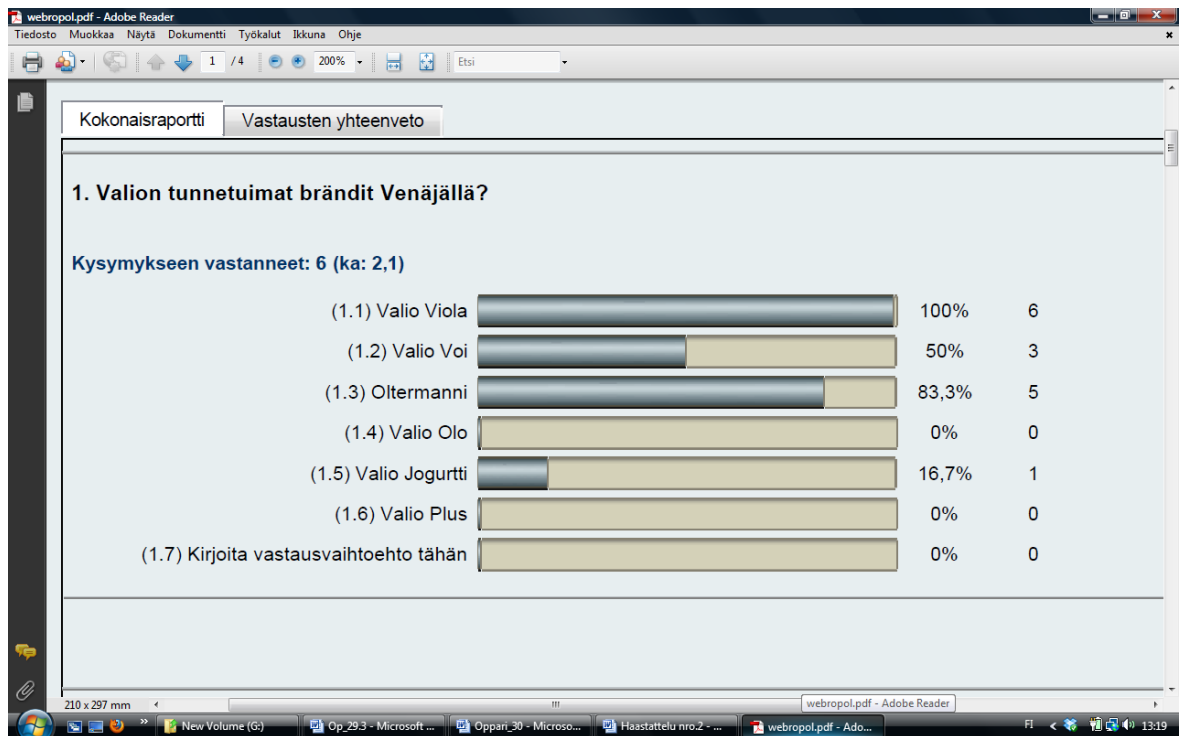 webropol.pdf - Adobe Reader
Tiedosto Muokkaa Näytä Dokumentti Työkalut Ikkuna Ohje
1 / 4 200% Etsi
Kokonaisraportti Vastausten yhteenveto
1. Valion tunnetuimat brändit Venäjällä?
Kysymykseen vastanneet: 6 (ka: 2,1)
(1.1) Valio Viola 100% 6
(1.2) Valio Voi 50% 3
(1.3) Oltermanni 83,3% 5
(1.4) Valio Olo 0% 0
(1.5) Valio Jogurtti 16,7% 1
(1.6) Valio Plus 0% 0
(1.7) Kirjoita vastausvaihtoehto tähän 0% 0
210 x 297 mm
webropol.pdf - Adobe Reader
» New Volume (G:) Op_29.3 - Microsoft ... Oppari_30 - Microso... Haastattelu nro.2 - ... webropol.pdf - Ado... FI < 13:19